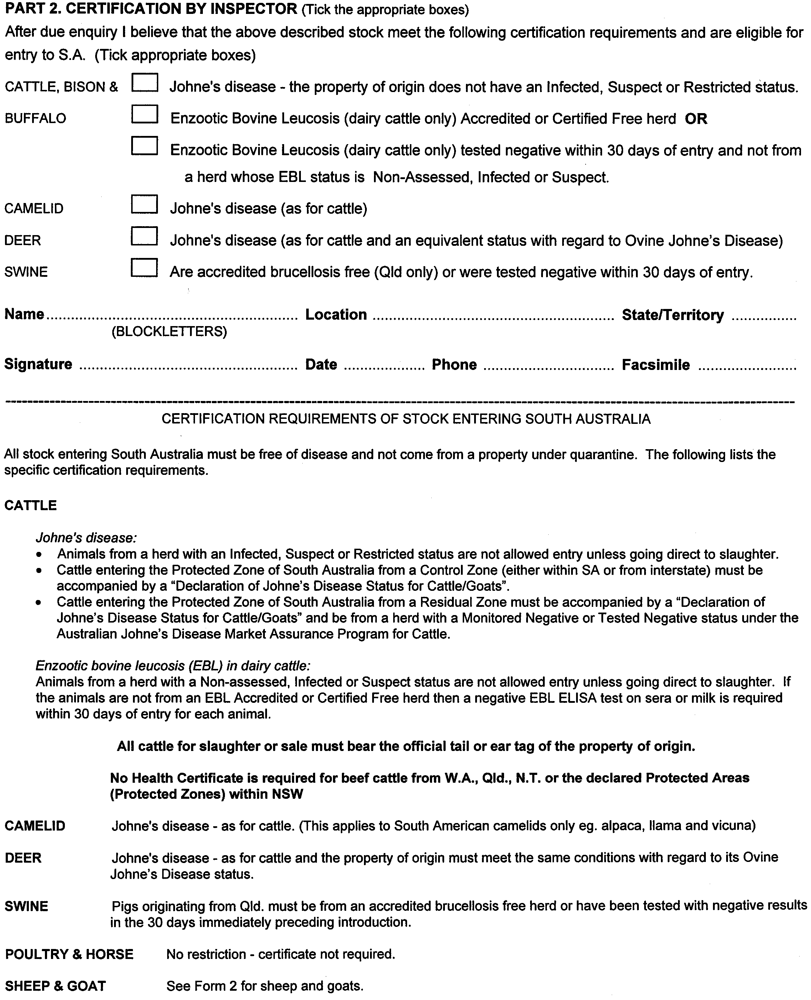 PART 2. CERTIFICATION BY INSPECTOR (Tick the appropriate boxes)
After due enquiry I believe that the above described stock meet the following certification requirements and are eligible for
entry to S.A.  (Tick appropriate boxes)
CATTLE, BISON & Johne's disease - the property of origin does not have an Infected, Suspect or Restricted status.
BUFFALO Enzootic Bovine Leucosis (dairy cattle only) Accredited or Certified Free herd OR
Enzootic Bovine Leucosis (dairy cattle only) tested negative within 30 days of entry and not from
a herd whose EBL status is Non-Assessed, Infected or Suspect.
CAMELID Johne's disease (as for cattle)
DEER Johne's disease (as for cattle and an equivalent status with regard to Ovine Johne's Disease)
SWINE Are accredited brucellosis free (Qld only) or were tested negative within 30 days of entry.
Name............................................................. Location ........................................................... State/Territory ................
(BLOCKLETTERS)
Signature ..................................................... Date .................... Phone ................................ Facsimile ........................
------------------------------------------------------------------------------------------------------------------------
CERTIFICATION REQUIREMENTS OF STOCK ENTERING SOUTH AUSTRALIA
All stock entering South Australia must be free of disease and not come from a property under quarantine. The following lists the
specific certification requirements.
CATTLE
Johne's disease:
• Animals from a herd with an Infected, Suspect or Restricted status are not allowed entry unless going direct to slaughter.
• Cattle entering the Protected Zone of South Australia from a Control Zone (either within SA or from interstate) must be
accompanied by a “Declaration of Johne's Disease Status for Cattle/Goats”.
• Cattle entering the Protected Zone of South Australia from a Residual Zone must be accompanied by a “Declaration of
Johne's Disease Status for Cattle/Goats” and be from a herd with a Monitored Negative or Tested Negative status under the
Australian Johne's Disease Market Assurance Program for Cattle.
Enzootic bovine leucosis (EBL) in dairy cattle:
Animals from a herd with a Non-assessed, Infected or Suspect status are not allowed entry unless going direct to slaughter. If
the animals are not from an EBL Accredited or Certified Free herd then a negative EBL ELISA test on sera or milk is required
within 30 days of entry for each animal.
All cattle for slaughter or sale must bear the official tail or ear tag of the property of origin.
No Health Certificate is required for beef cattle from W.A., Qld., N.T. or the declared Protected Areas
(Protected Zones) within NSW
CAMELID Johne's disease - as for cattle. (This applies to South American camelids only eg. alpaca, llama and vicuna)
DEER Johne's disease - as for cattle and the property of origin must meet the same conditions with regard to its Ovine
Johne's Disease status.
SWINE Pigs originating from Qld. must be from an accredited brucellosis free herd or have been tested with negative results
in the 30 days immediately preceding introduction.
POULTRY & HORSE No restriction - certificate not required.
SHEEP & GOAT See Form 2 for sheep and goats.